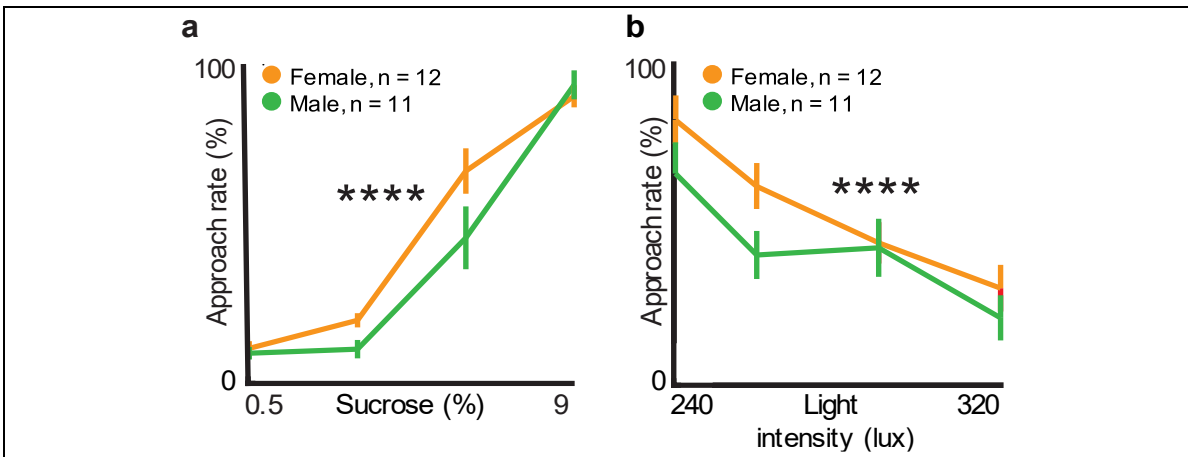 a
100
Female, n = 12
Male, n = 11
****
Approach rate (%)
0
0.5 Sucrose (%) 9
b
100
Female, n = 12
Male, n = 11
****
Approach rate (%)
0
240 Light 320
intensity (lux)